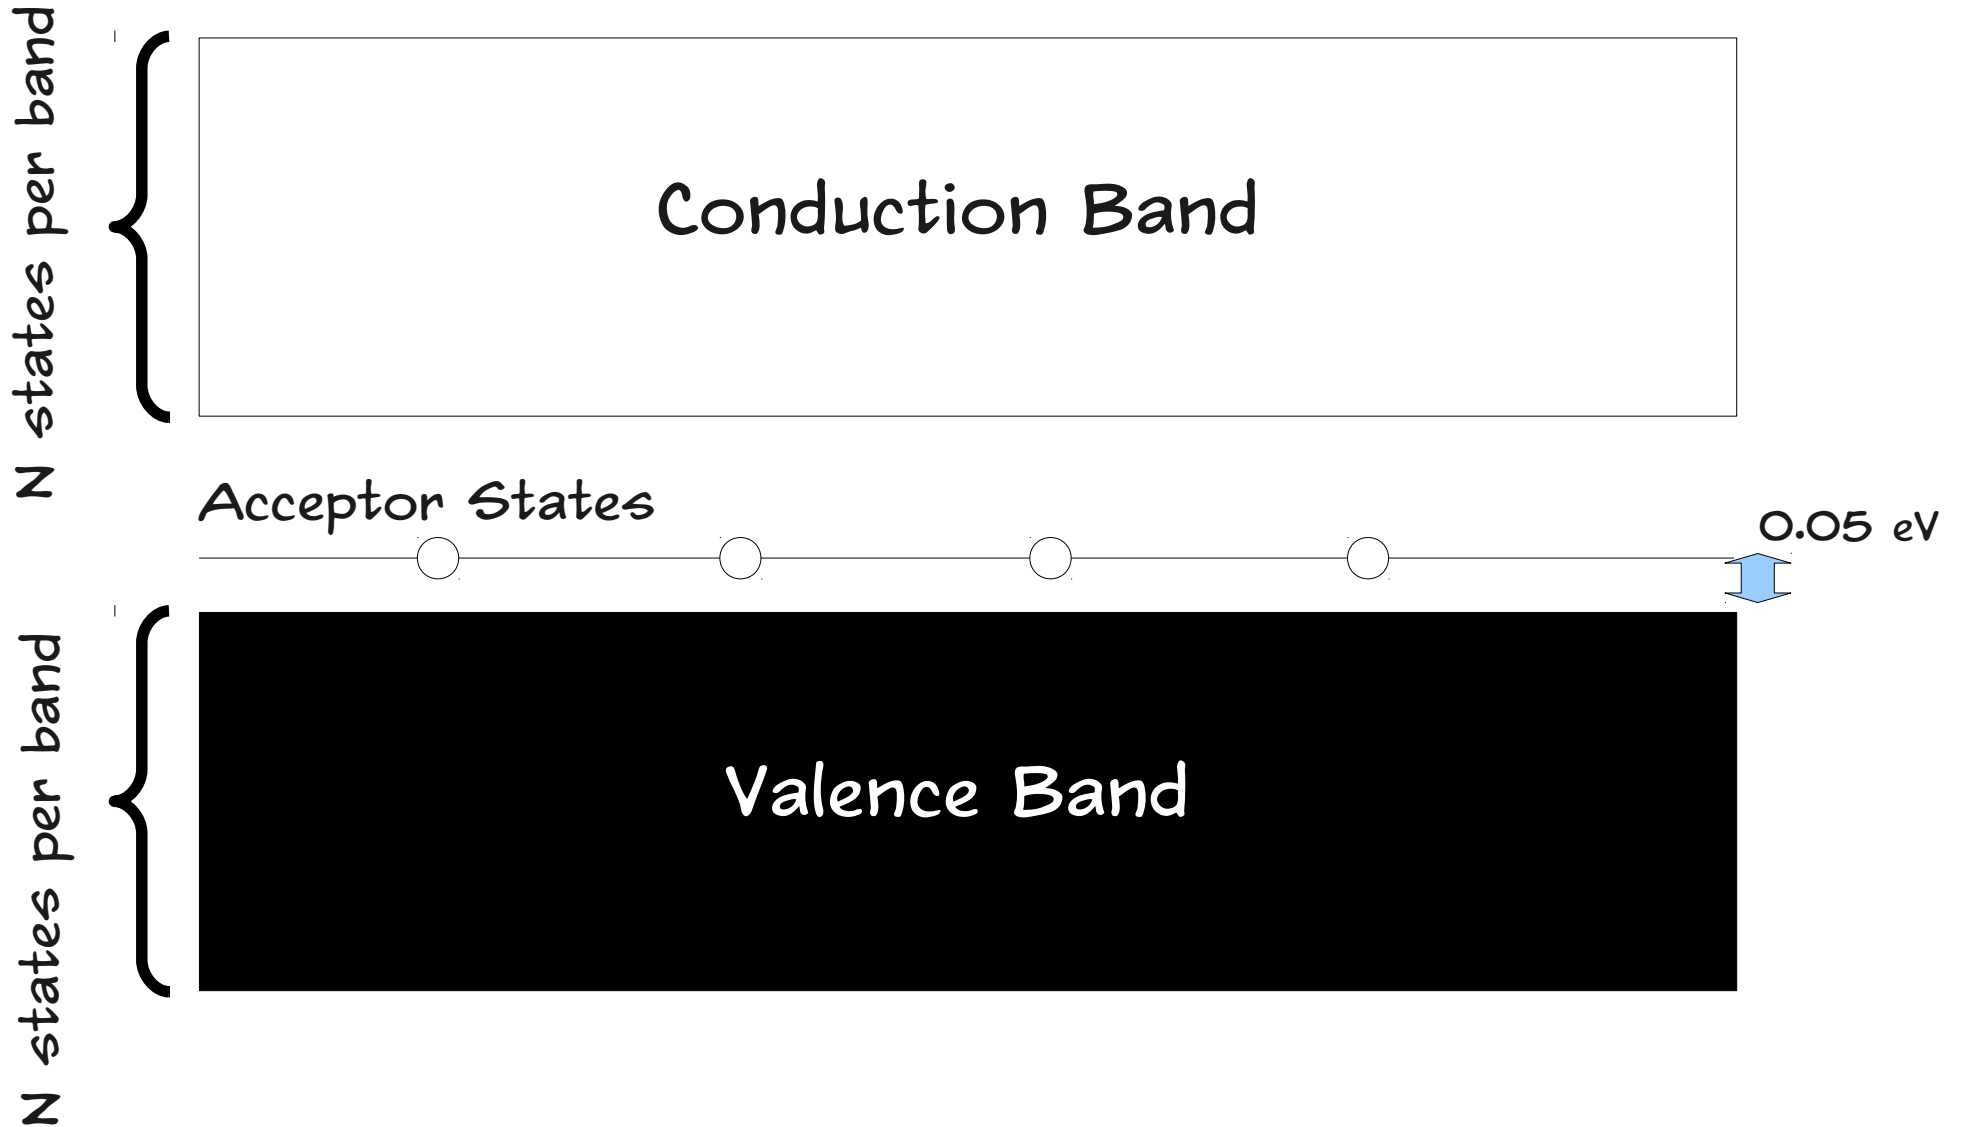 N states per band
Conduction Band
Acceptor States
0.05 eV
N states per band
Valence Band